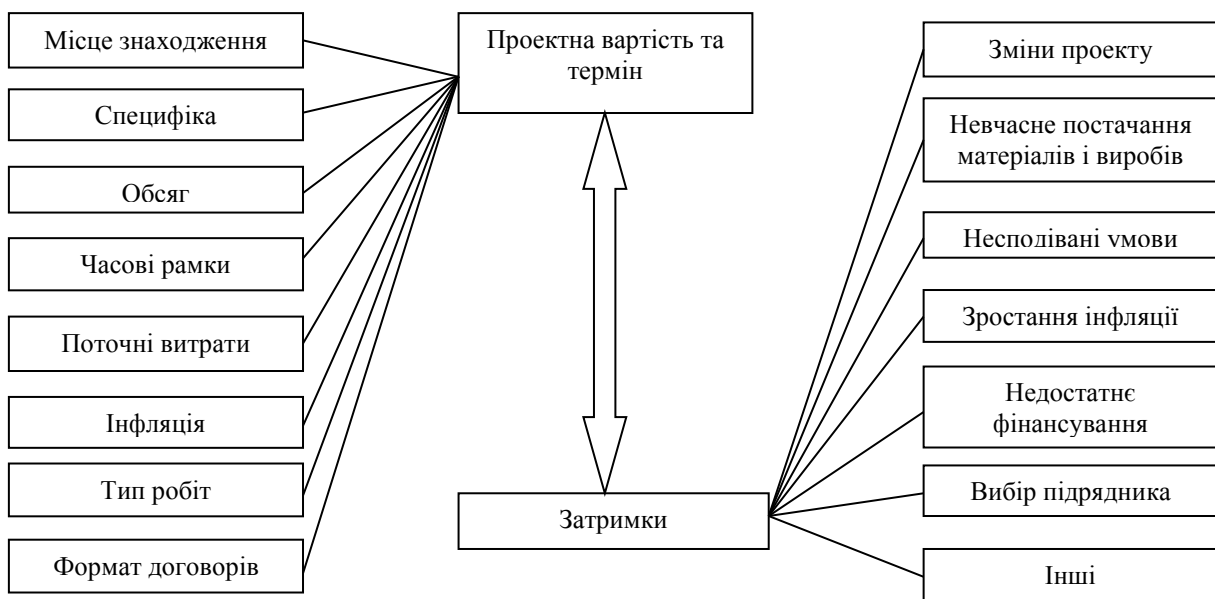 Місце знаходження
Специфіка
Обсяг
Часові рамки
Поточні витрати
Інфляція
Тип робіт
Формат договорів
Проектна вартість та
термін
Затримки
Зміни проекту
Невчасне постачання
матеріалів і виробів
Несподівані умови
Зростання інфляції
Недостатнє
фінансування
Вибір підрядника
Інші